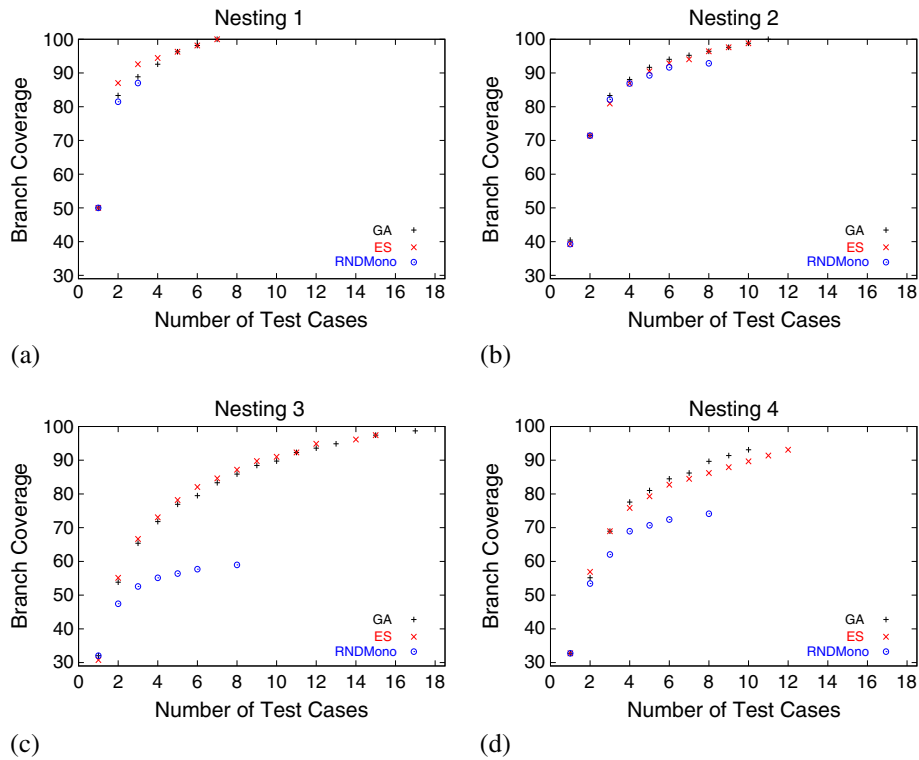 Nesting 1
100
90
80
70
60
50
40
30
Branch Coverage
GA
ES
RNDMono
2 4 6 8 10 12 14 16 18
Number of Test Cases
(a)
Nesting 2
100
90
80
70
60
50
40
30
Branch Coverage
GA
ES
RNDMono
2 4 6 8 10 12 14 16 18
Number of Test Cases
(b)
Nesting 3
100
90
80
70
60
50
40
30
Branch Coverage
GA
ES
RNDMono
0 2 4 6 8 10 12 14 16 18
Number of Test Cases
(c)
Nesting 4
100
90
80
70
60
50
40
30
Branch Coverage
GA
ES
RNDMono
0 2 4 6 8 10 12 14 16 18
Number of Test Cases
(d)